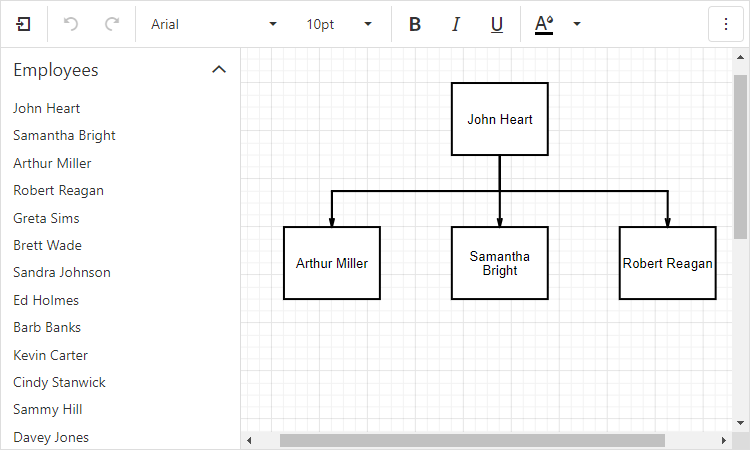 Arial 10pt B I U A
Employees
John Heart
Samantha Bright
Arthur Miller
Robert Reagan
Greta Sims
Brett Wade
Sandra Johnson
Ed Holmes
Barb Banks
Kevin Carter
Cindy Stanwick
Sammy Hill
Davey Jones
John Heart
Arthur Miller
Samantha
Bright
Robert Reagan